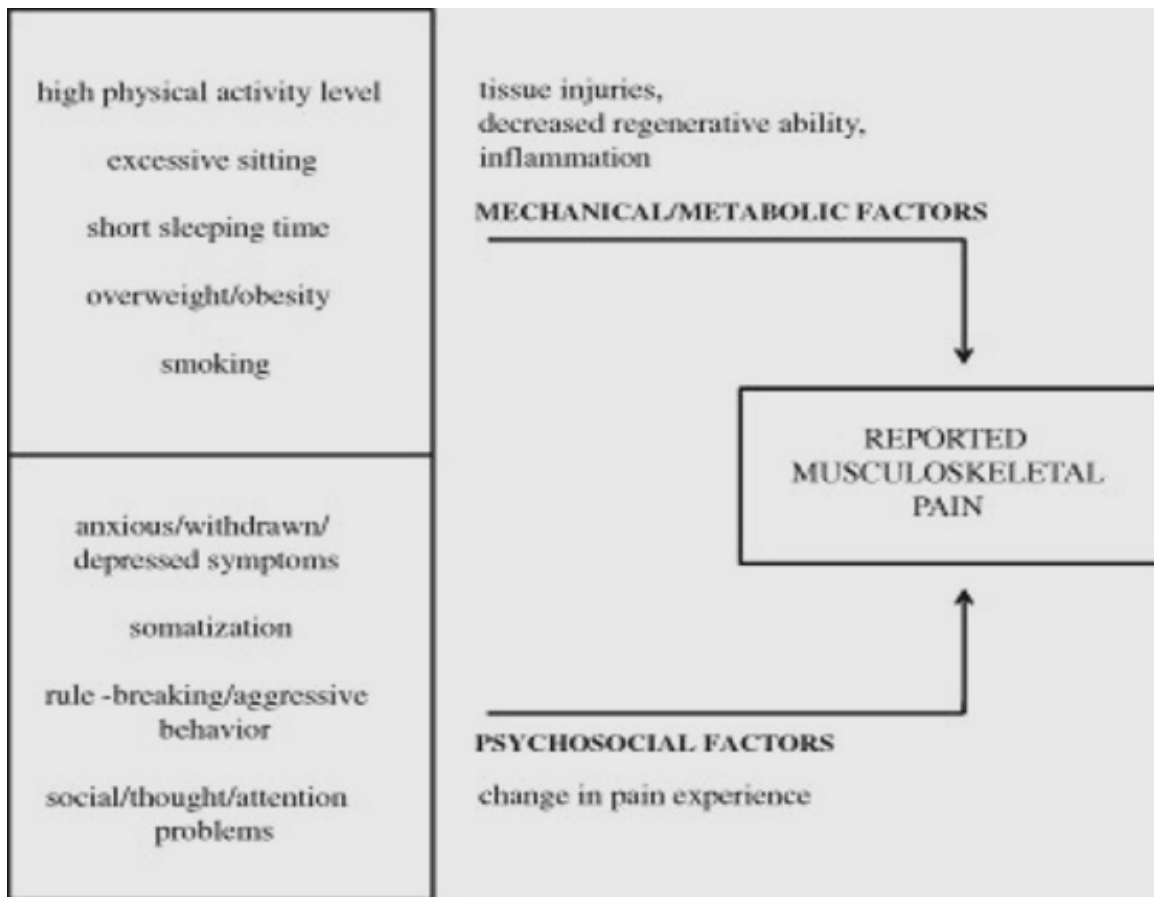 high physical activity level
excessive sitting
short sleeping time
overweight/obesity
smoking
tissue injuries,
decreased regenerative ability,
inflammation
MECHANICAL/METABOLIC FACTORS
REPORTED
MUSCULOSKELETAL
PAIN
anxious/withdrawn/
depressed symptoms
somatization
rule -breaking/aggressive
behavior
social/thought/attention
problems
PSYCHOSOCIAL FACTORS
change in pain experience